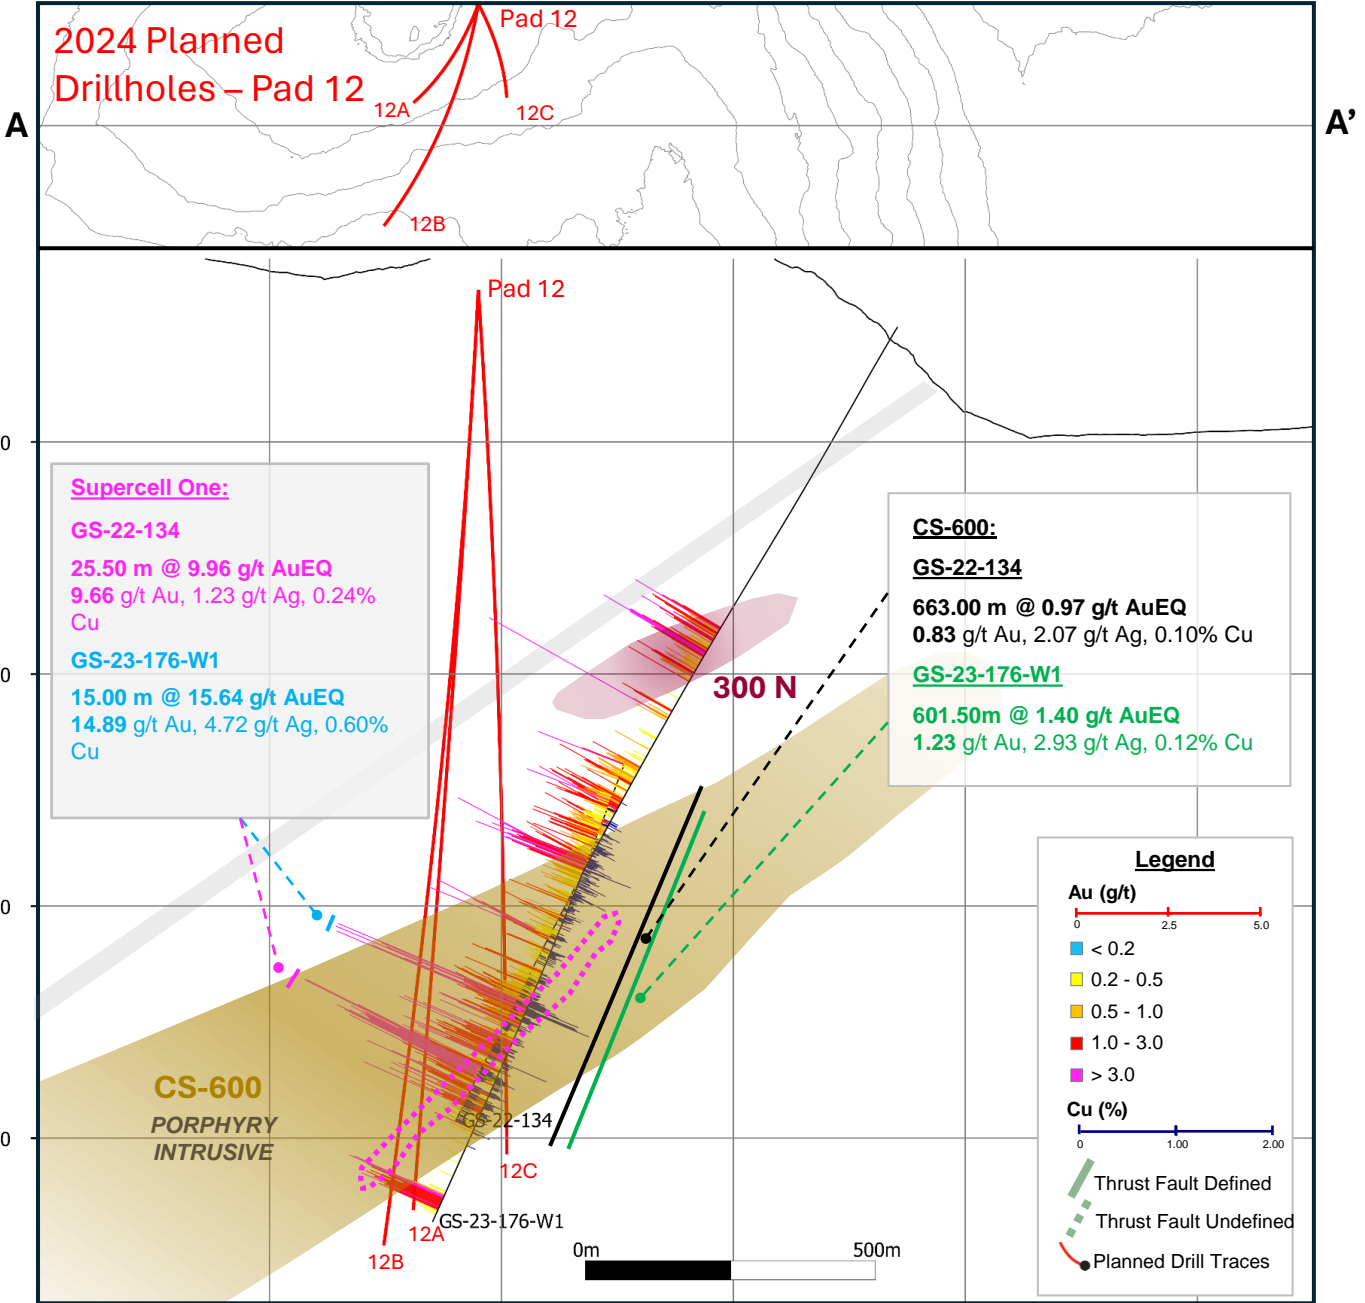 2024 Planned
Drillholes – Pad 12
Pad 12
12A
12C
12B
A
A’
Pad 12
0
0
0
0
Supercell One:
GS-22-134
25.50 m @ 9.96 g/t AuEQ
9.66 g/t Au, 1.23 g/t Ag, 0.24%
Cu
GS-23-176-W1
15.00 m @ 15.64 g/t AuEQ
14.89 g/t Au, 4.72 g/t Ag, 0.60%
Cu
CS-600:
GS-22-134
663.00 m @ 0.97 g/t AuEQ
0.83 g/t Au, 2.07 g/t Ag, 0.10% Cu
GS-23-176-W1
601.50m @ 1.40 g/t AuEQ
1.23 g/t Au, 2.93 g/t Ag, 0.12% Cu
300 N
CS-600
PORPHYRY
INTRUSIVE
GS-22-134
12C
GS-23-176-W1
12A
12B
0m 500m
Legend
Au (g/t)
0 2.5 5.0
< 0.2
0.2 - 0.5
0.5 - 1.0
1.0 - 3.0
> 3.0
Cu (%)
0 1.00 2.00
Thrust Fault Defined
Thrust Fault Undefined
Planned Drill Traces